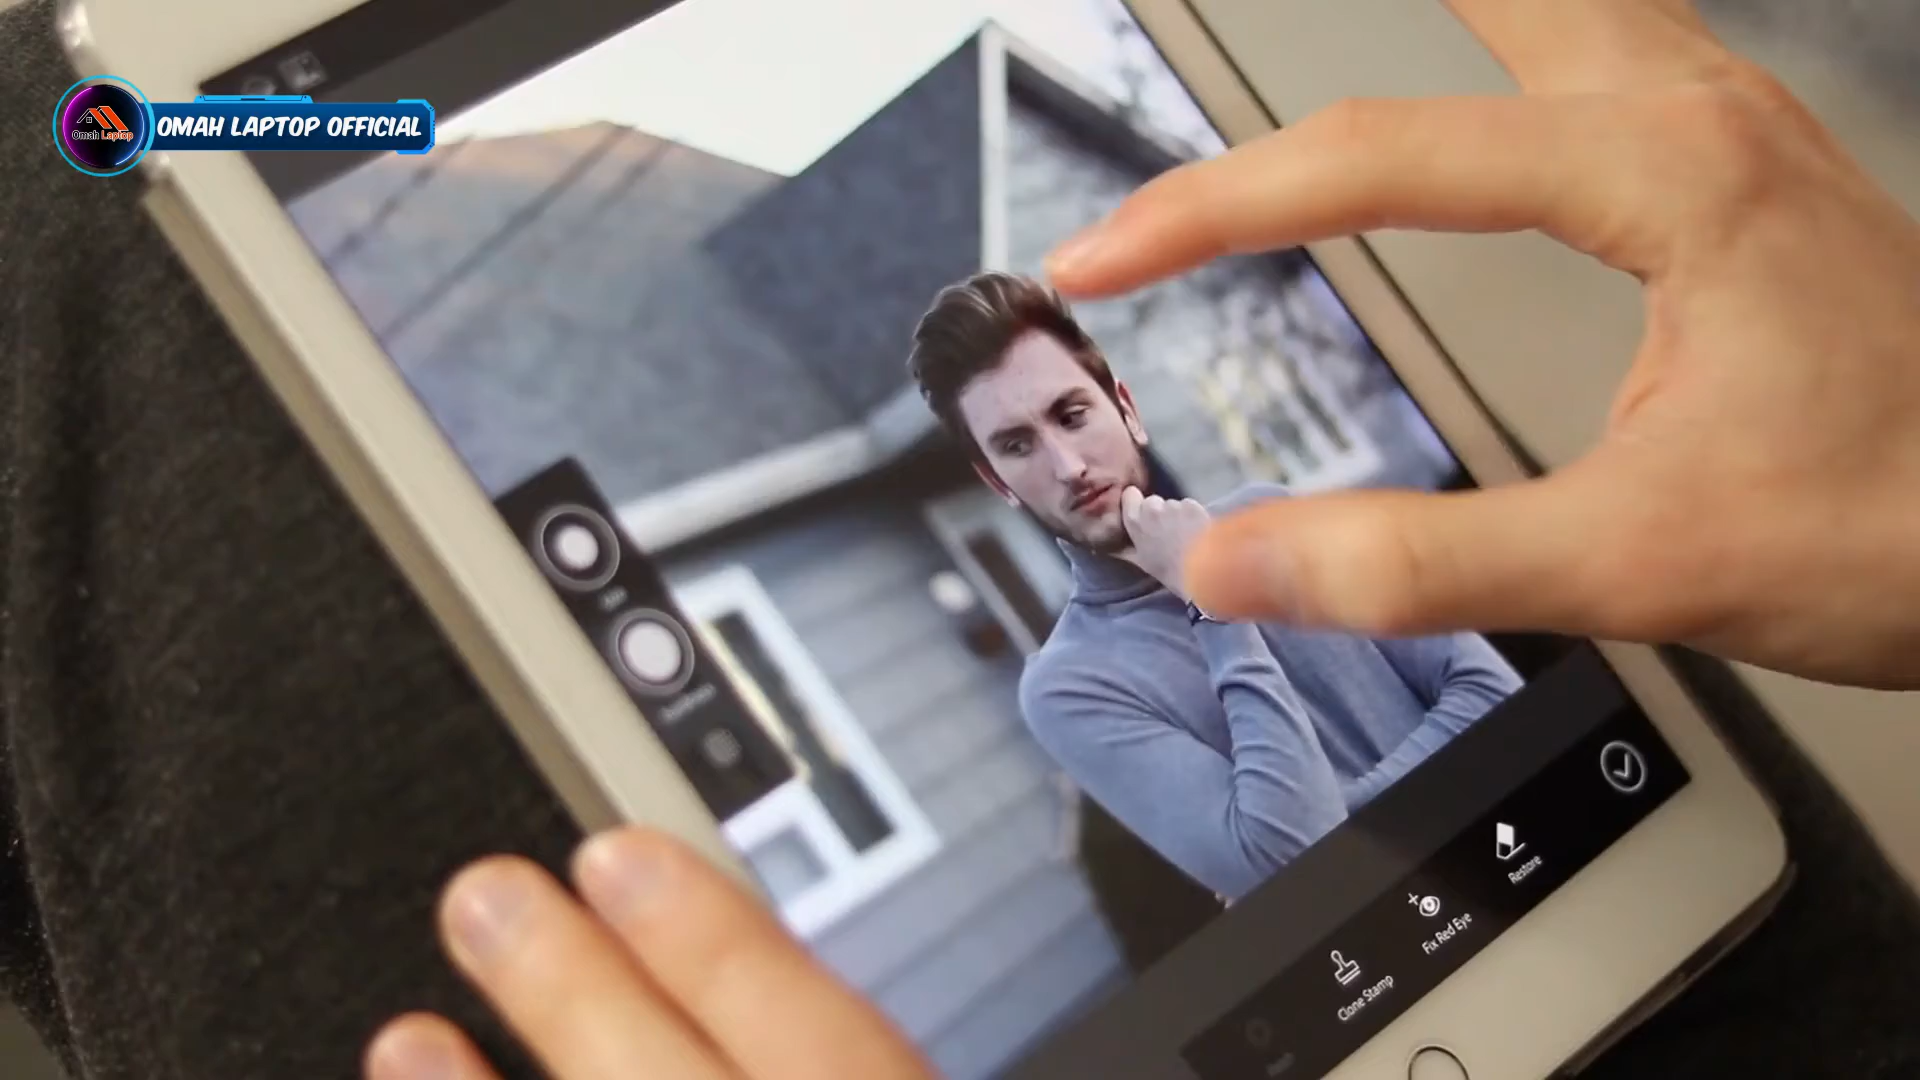 Omah Laptop
OMAH LAPTOP OFFICIAL
Restore
Fix Red Eye
Clone Stamp